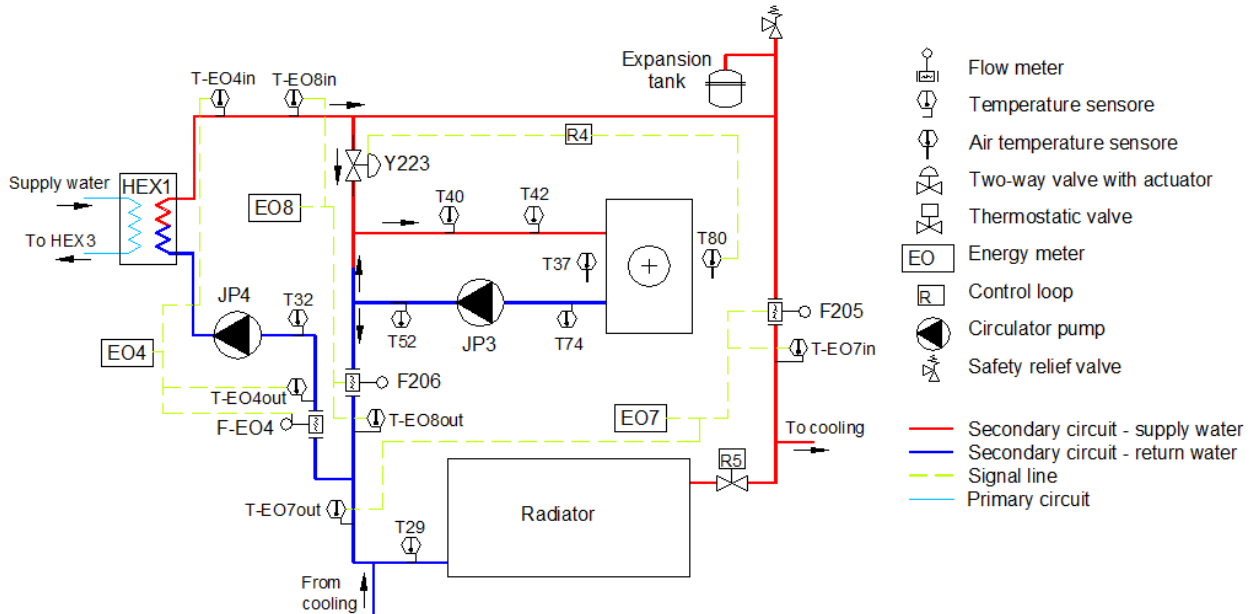 T-EO4in
T-EO8in
Expansion
tank
R4
Y223
Supply water
HEX1
EO8
T40
T42
To HEX3
T80
T37
JP4
T32
T52
JP3
T74
F205
T-EO7in
EO4
F206
T-EO4out
T-EO8out
F-EO4
EO7
To cooling
R5
T-EO7out
Radiator
T29
From
cooling
Flow meter
Temperature sensore
Air temperature
sensore
Two-way valve with actuator
Thermostatic valve
EO
Energy meter
R
Control loop
Circulator pump
Safety relief valve
Secondary circuit - supply water
Secondary circuit - return water
Signal line
Primary circuit